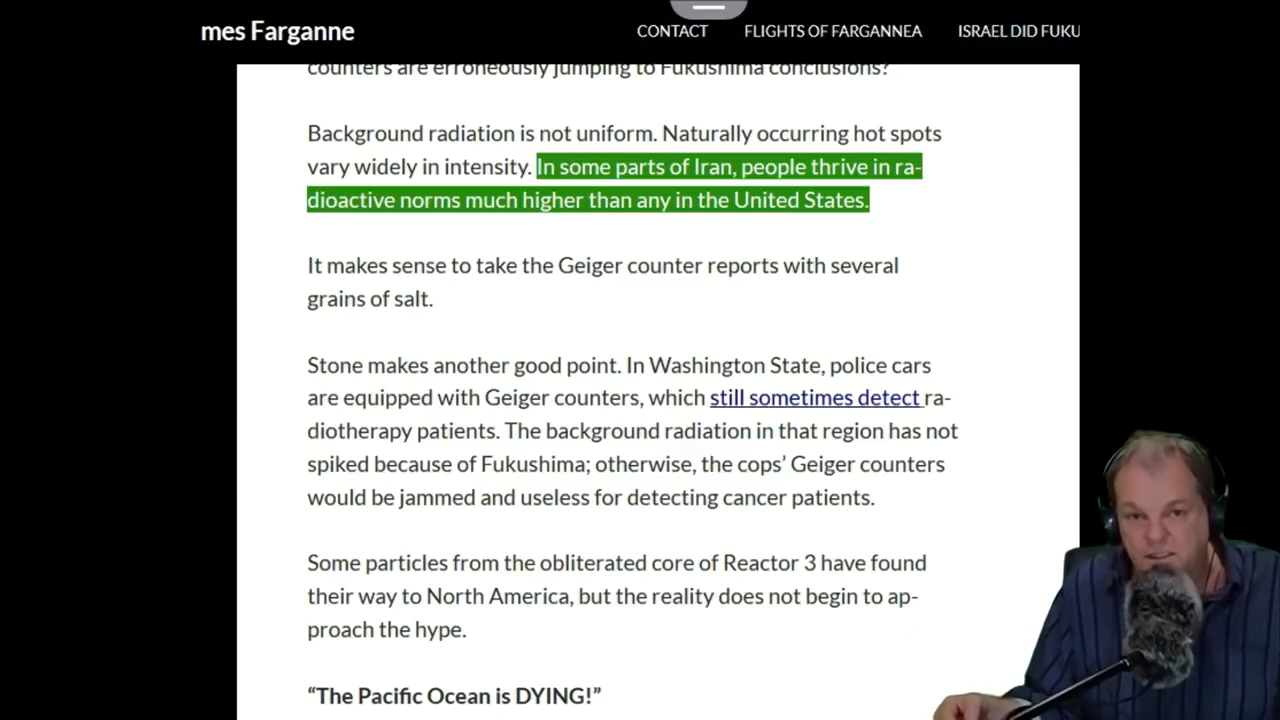 mes Farganne
CONTACT
FLIGHTS OF FARGANNEA
ISRAEL DID FUKU
counters are erroneously jumping to Fukushima conclusions?
Background radiation is not uniform. Naturally occurring hot spots
vary widely in intensity. In some parts of Iran, people thrive in ra-
dioactive norms much higher than any in the United States.
It makes sense to take the Geiger counter reports with several
grains of salt.
Stone makes another good point. In Washington State, police cars
are equipped with Geiger counters, which still sometimes detect ra-
diotherapy patients. The background radiation in that region has not
spiked because of Fukushima; otherwise, the cops’ Geiger counters
would be jammed and useless for detecting cancer patients.
Some particles from the obliterated core of Reactor 3 have found
their way to North America, but the reality does not begin to ap-
proach the hype.
“The Pacific Ocean is DYING!”